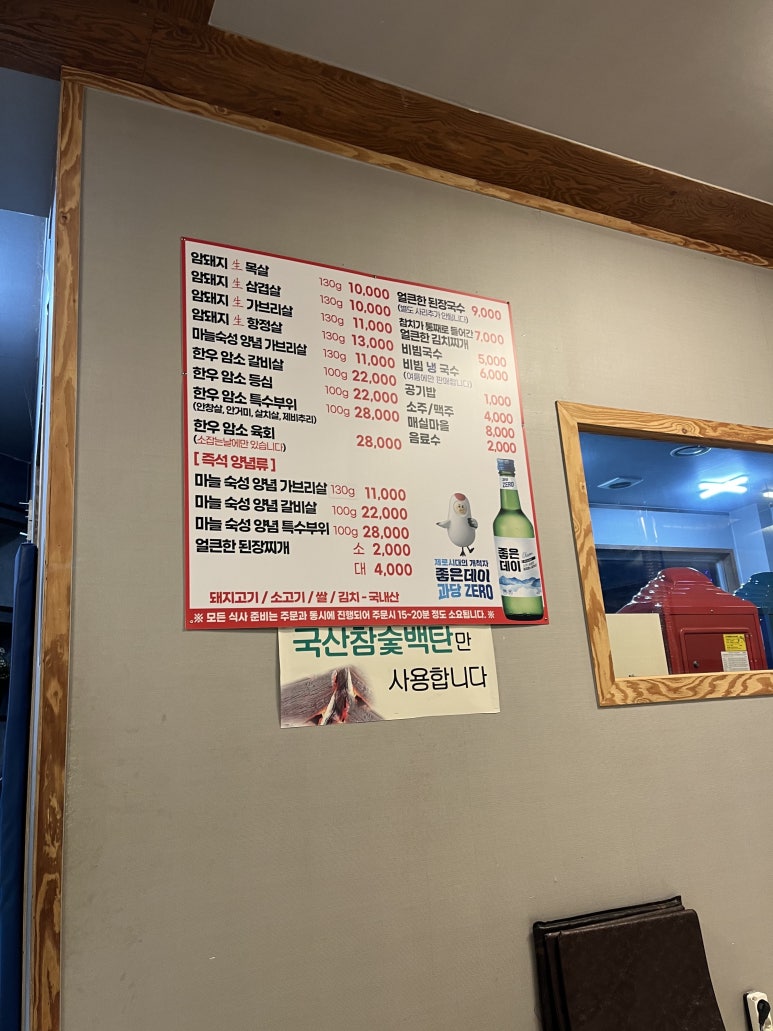 암돼지 生 목살 130g 10,000
암돼지 生 삼겹살 130g 10,000
암돼지 生 가브리살 130g 11,000
암돼지 生 항정살 130g 13,000
마늘숙성 양념 가브리살 130g 11,000
한우 암소 갈비살 100g 22,000
한우 암소 등심 100g 22,000
한우 암소 특수부위 100g 28,000
(안창살, 안거미, 살치살, 제비추리)
한우 암소 육회 28,000
(소잡는날에만 있습니다)
[ 즉석 양념류 ]
마늘 숙성 양념 가브리살 130g 11,000
마늘 숙성 양념 갈비살 100g 22,000
마늘 숙성 양념 특수부위 100g 28,000
얼큰한 된장찌개 소 2,000
대 4,000
얼큰한 된장국수 9,000
(별도 사리추가 안됩니다)
참치가 통째로 들어간 7,000
얼큰한 김치찌개
비빔국수 5,000
비빔 냉 국수 6,000
(여름에만 판매합니다)
공기밥 1,000
소주/맥주 4,000
매실마을 8,000
음료수 2,000
ZERO
좋은
데이
제로시대의 개척자
좋은데이
과당 ZERO
돼지고기 / 소고기 / 쌀 / 김치 - 국내산
※ 모든 식사 준비는 주문과 동시에 진행되어 주문시 15~20분 정도 소요됩니다. ※
국산참숯백탄만
사용합니다